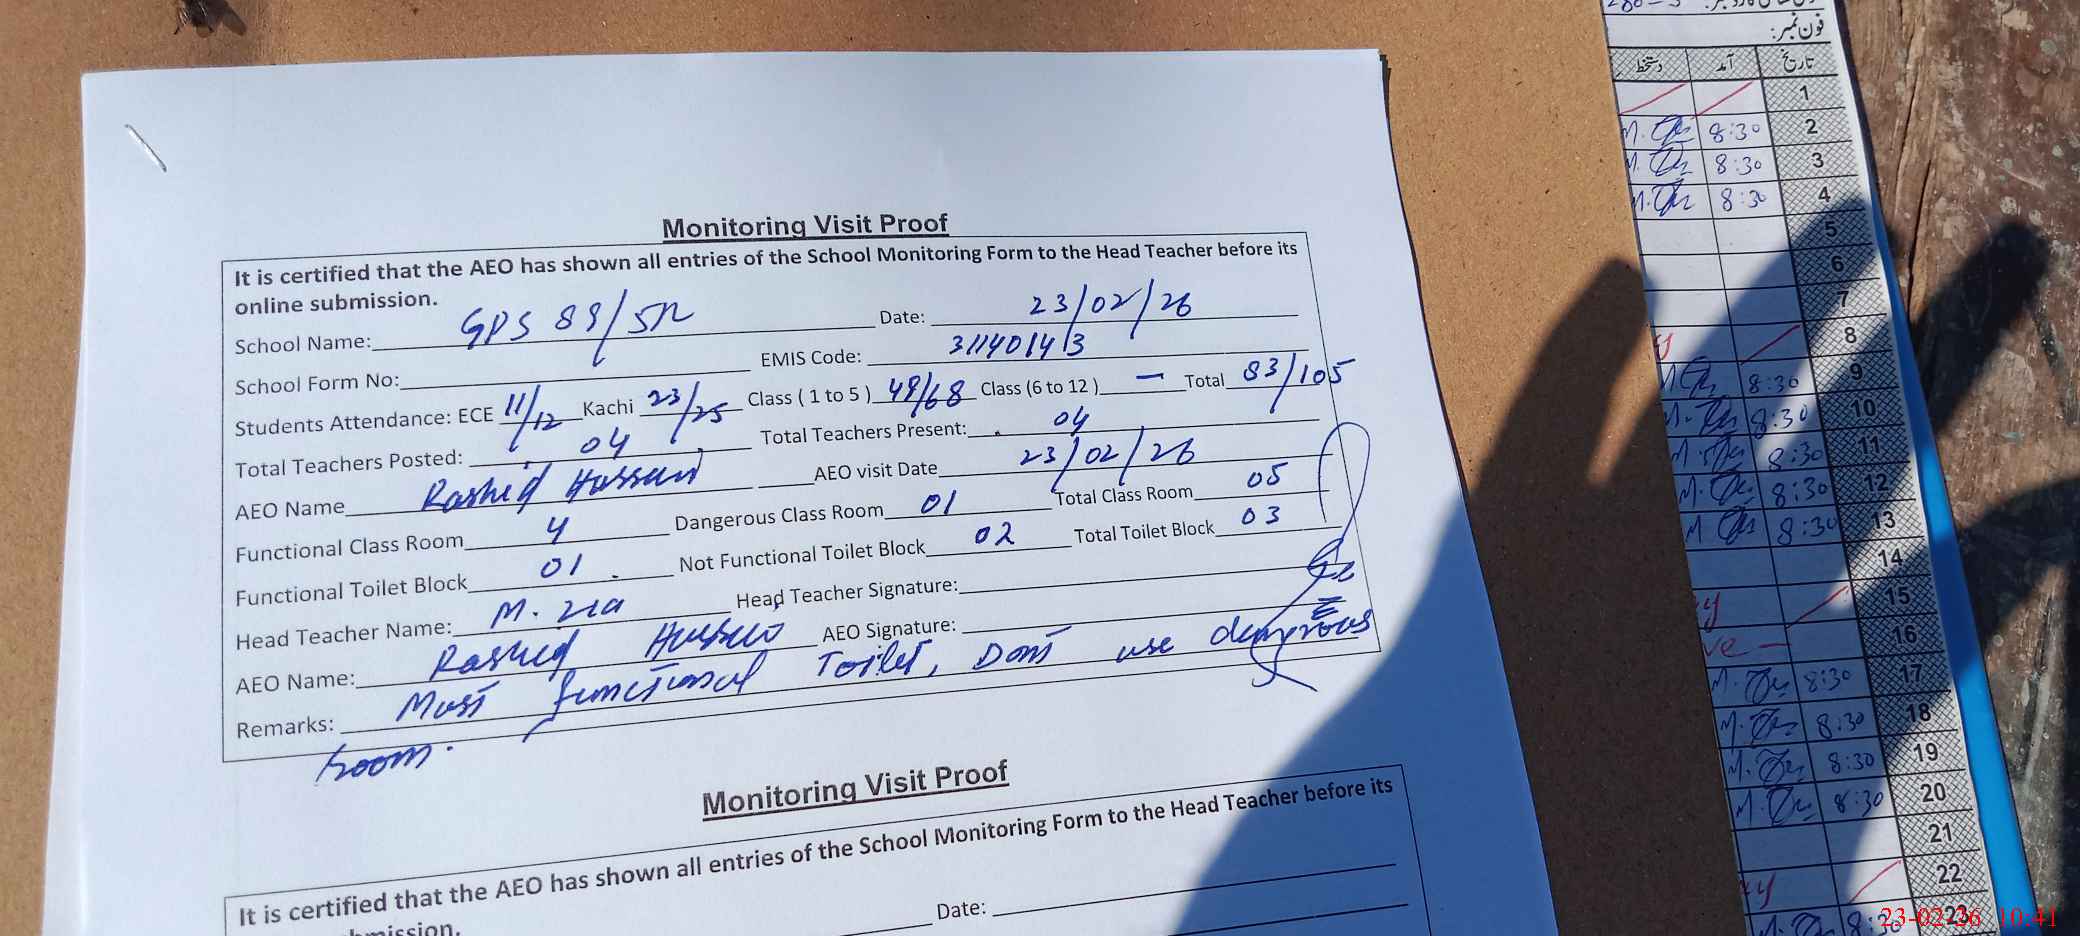 Monitoring Visit Proof
It is certified that the AEO has shown all entries of the School Monitoring Form to the Head Teacher before its
online submission.
School Name: GPS 89/5R Date: 23/02/26
School Form No: EMIS Code: 31140143
Students Attendance: ECE 11/12 Kachi 23/25 Class ( 1 to 5 ) 49/68 Class (6 to 12 ) — Total 83/105
Total Teachers Posted: 04 Total Teachers Present: 04
AEO Name Rashid Hussain AEO visit Date 23/02/26
Functional Class Room 4 Dangerous Class Room 01 Total Class Room 05
Functional Toilet Block 01 Not Functional Toilet Block 02 Total Toilet Block 03
Head Teacher Name: M. Zia Head Teacher Signature:
AEO Name: Rashid Hussain AEO Signature:
Remarks: Must functional Toilet, Dont use dengerous
room.
Monitoring Visit Proof
It is certified that the AEO has shown all entries of the School Monitoring Form to the Head Teacher before its
mission.
Date:
فون نمبر:
تاریخ آمد دستخط
1
2 8:30
3 8:30
4 8:30
5
6
7
8
9 8:30
10 8:30
11 8:30
12 8:30
13 8:30
14
15
16
17 8:30
18 8:30
19 8:30
20 8:30
21
22
23
23-02-26 10:41